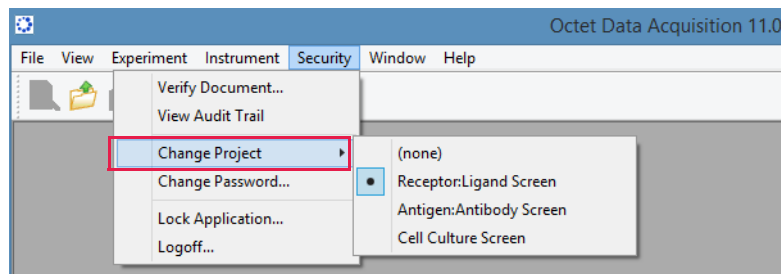 Octet Data Acquisition 11.0
File View Experiment Instrument Security Window Help
Verify Document...
View Audit Trail
Change Project
(none)
Change Password...
Receptor:Ligand Screen
Antigen:Antibody Screen
Lock Application...
Cell Culture Screen
Logoff...